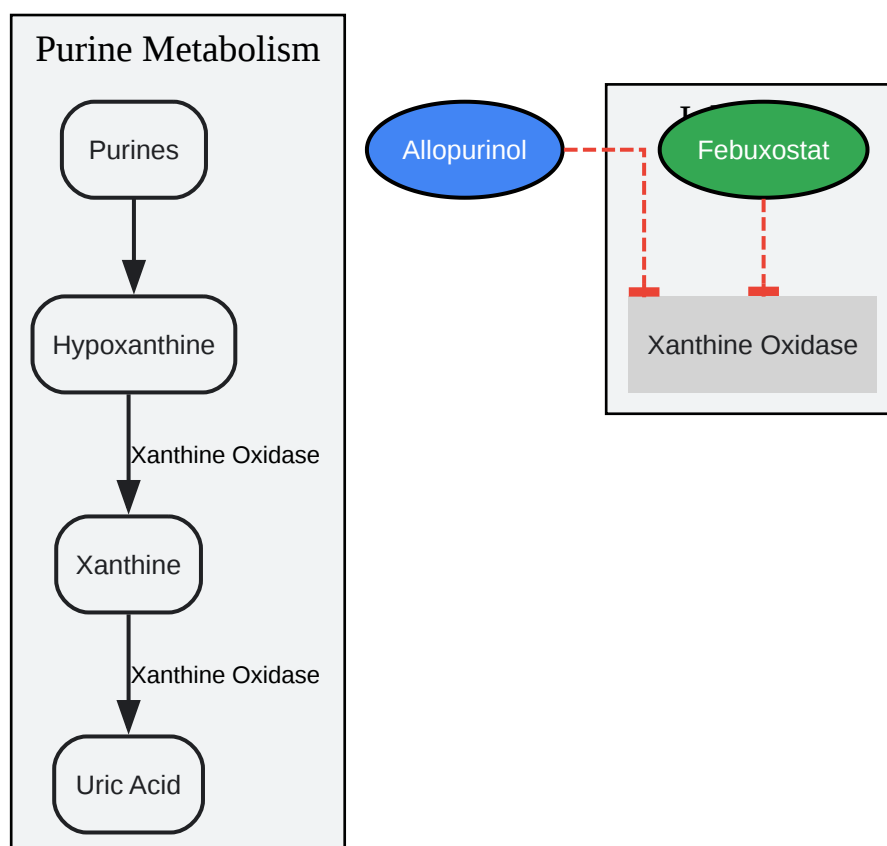 Purine Metabolism
Purines
Hypoxanthine
Xanthine Oxidase
Xanthine
Xanthine Oxidase
Uric Acid
Allopurinol
Febuxostat
Xanthine Oxidase